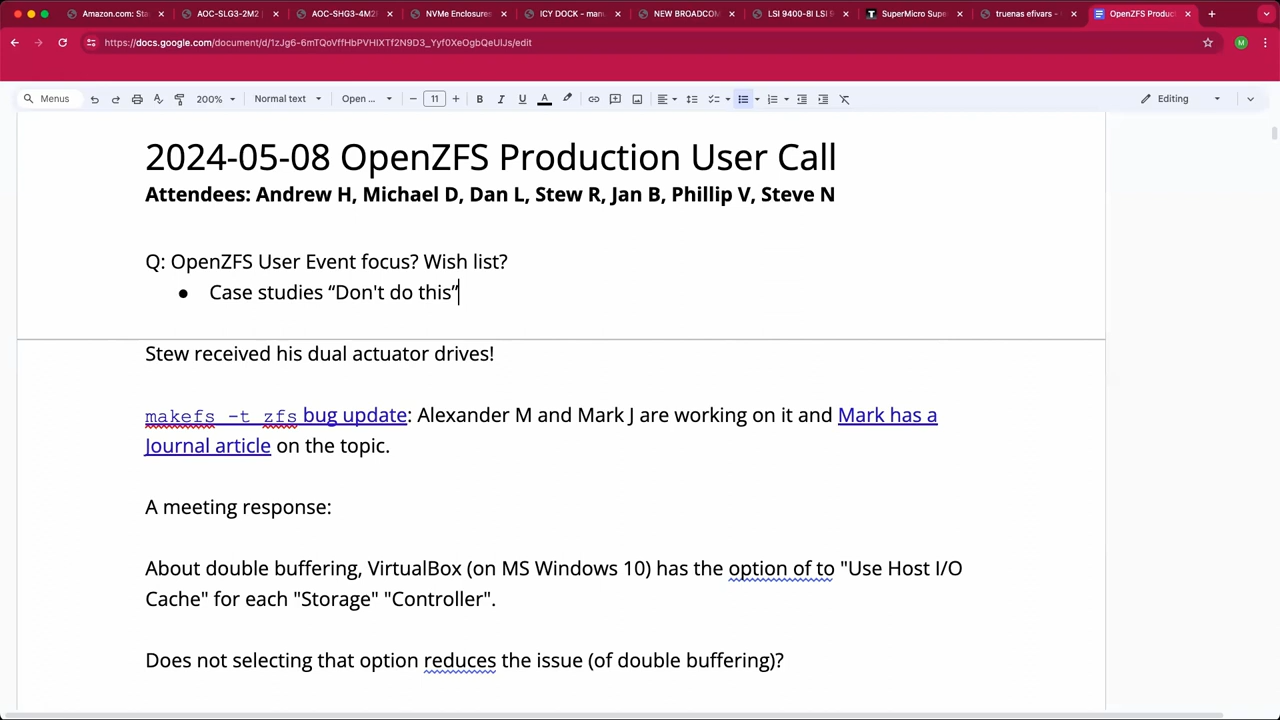 Amazon.com: Sta
AOC-SLG3-2M2 |
AOC-SHG3-4M2
NVMe Enclosures
ICY DOCK - man
NEW BROADCOM
LSI 9400-8I LSI
SuperMicro Supe
truenas efivars -
OpenZFS Produc
https://docs.google.com/document/d/1zJg6-6mTQoVffHbPVHIXTf2N9D3_Yyf0XeOgbQeUlJs/edit
M
Menus
200%
Normal text
Open ...
11
B I U A
Editing
2024-05-08 OpenZFS Production User Call
Attendees: Andrew H, Michael D, Dan L, Stew R, Jan B, Phillip V, Steve N
Q: OpenZFS User Event focus? Wish list?
● Case studies “Don't do this”
Stew received his dual actuator drives!
makefs -t zfs bug update: Alexander M and Mark J are working on it and Mark has a
Journal article on the topic.
A meeting response:
About double buffering, VirtualBox (on MS Windows 10) has the option of to "Use Host I/O
Cache" for each "Storage" "Controller".
Does not selecting that option reduces the issue (of double buffering)?